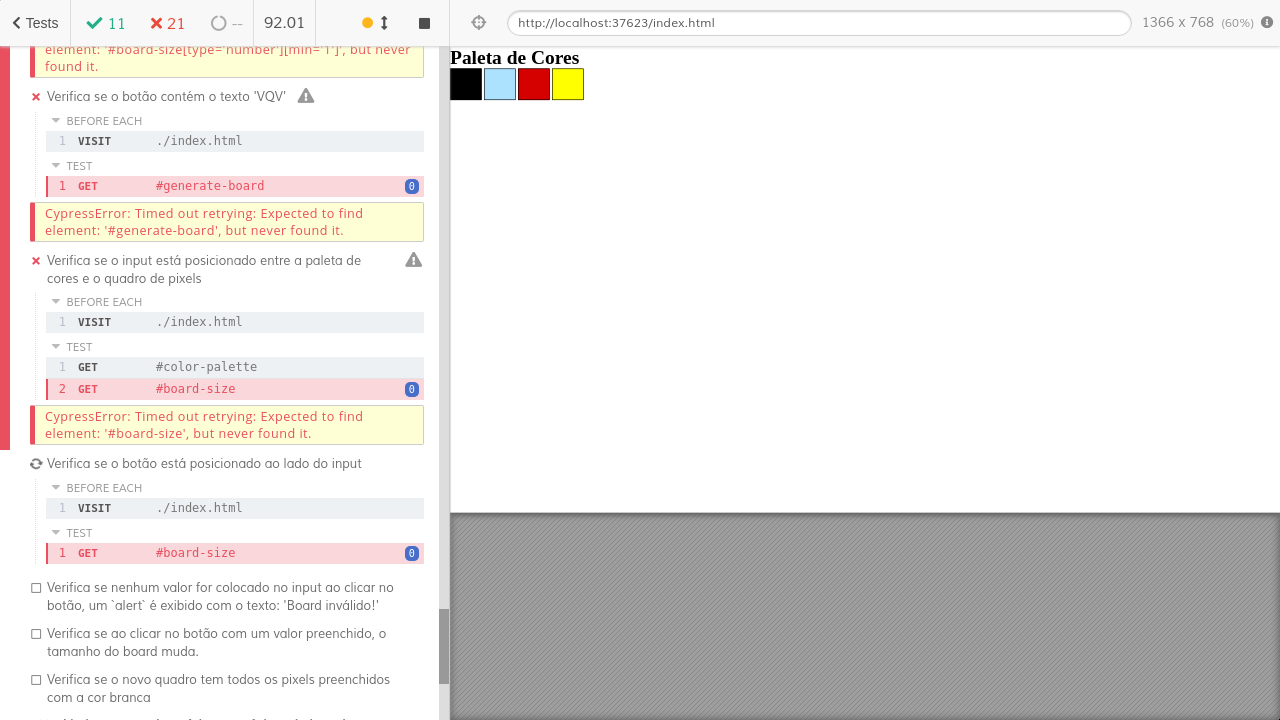 Tests 11 21 -- 92.01
http://localhost:37623/index.html 1366 x 768 (60%)
element: '#board-size[type='number'][min='1']', but never
found it.
Verifica se o botão contém o texto 'VQV'
BEFORE EACH
1 VISIT ./index.html
TEST
1 GET #generate-board 0
CypressError: Timed out retrying: Expected to find
element: '#generate-board', but never found it.
Verifica se o input está posicionado entre a paleta de
cores e o quadro de pixels
BEFORE EACH
1 VISIT ./index.html
TEST
1 GET #color-palette
2 GET #board-size 0
CypressError: Timed out retrying: Expected to find
element: '#board-size', but never found it.
Verifica se o botão está posicionado ao lado do input
BEFORE EACH
1 VISIT ./index.html
TEST
1 GET #board-size 0
Verifica se nenhum valor for colocado no input ao clicar no
botão, um `alert` é exibido com o texto: 'Board inválido!'
Verifica se ao clicar no botão com um valor preenchido, o
tamanho do board muda.
Verifica se o novo quadro tem todos os pixels preenchidos
com a cor branca
Paleta de Cores